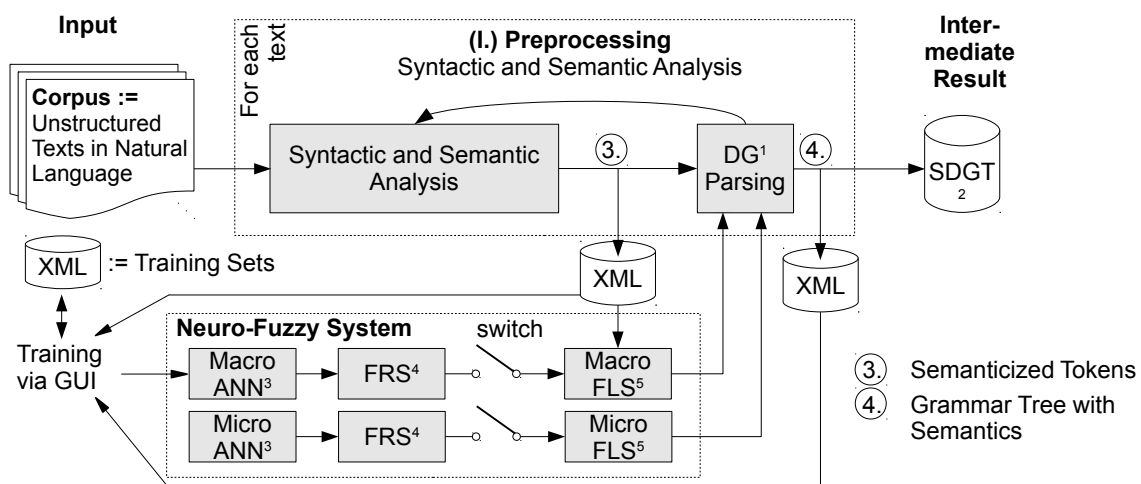 Input
For each
text
(I.) Preprocessing
Syntactic and Semantic Analysis
Inter-
mediate
Result
Corpus :=
Unstructured
Texts in Natural
Language
Syntactic and Semantic
Analysis
3.
DG¹
Parsing
4.
SDGT
2
XML
:= Training Sets
XML
XML
Neuro-Fuzzy System
switch
Training
via GUI
Macro
ANN³
FRS⁴
Macro
FLS⁵
Micro
ANN³
FRS⁴
Micro
FLS⁵
3. Semanticized Tokens
4. Grammar Tree with
Semantics